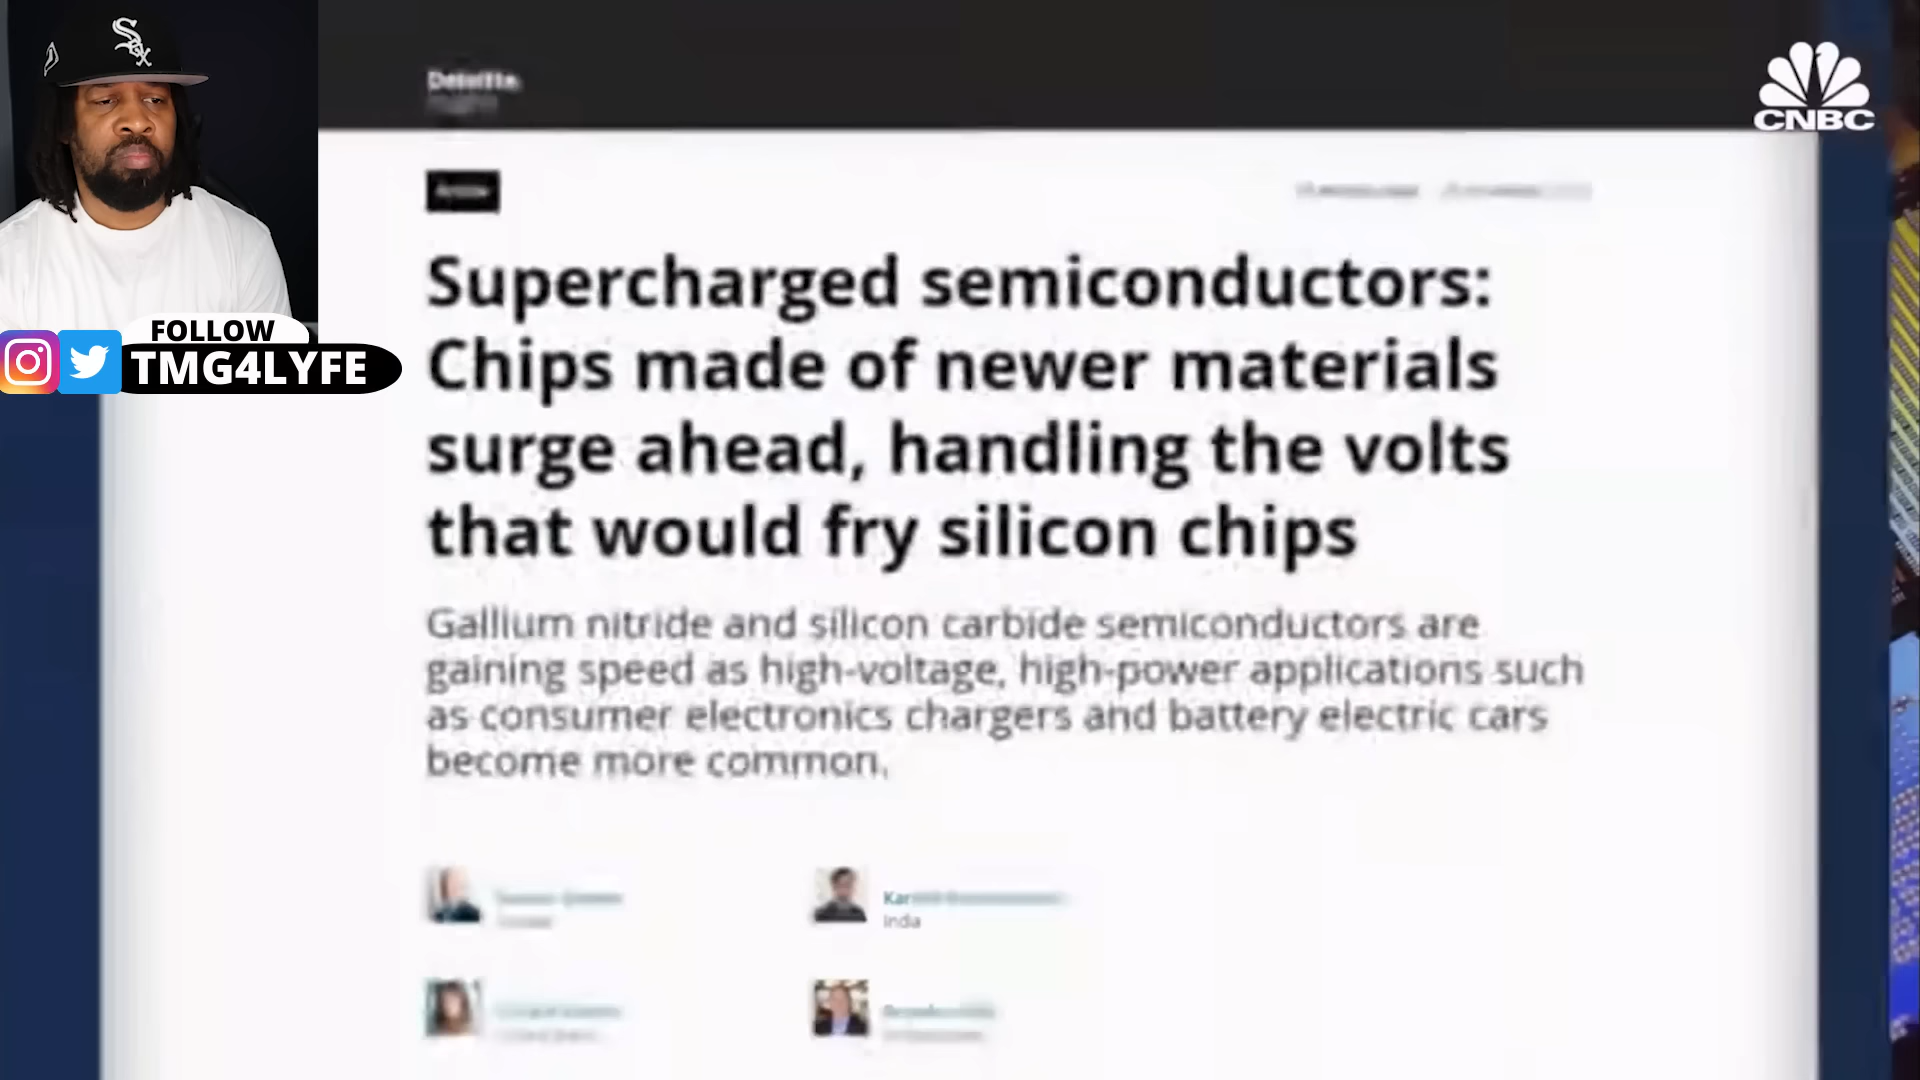 Deloitte.
CNBC
Supercharged semiconductors:
Chips made of newer materials
surge ahead, handling the volts
that would fry silicon chips
FOLLOW
TMG4LYFE
Gallium nitride and silicon carbide semiconductors are
gaining speed as high-voltage, high-power applications such
as consumer electronics chargers and battery electric cars
become more common.
India